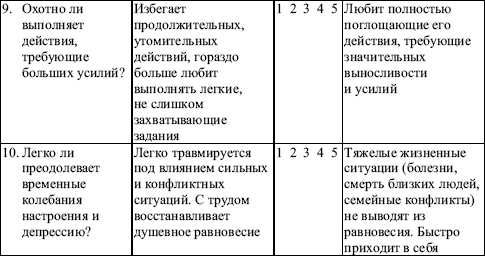 9. Охотно ли
выполняет
действия,
требующие
больших усилий?
Избегает
продолжительных,
утомительных
действий, гораздо
больше любит
выполнять легкие,
не слишком
захватывающие
задания
1 2 3 4 5
Любит полностью
поглощающие его
действия, требующие
значительных
выносливости
и усилий
10. Легко ли
преодолевает
временные
колебания
настроения и
депрессию?
Легко травмируется
под влиянием сильных
и конфликтных
ситуаций. С трудом
восстанавливает
душевное равновесие
1 2 3 4 5
Тяжелые жизненные
ситуации (болезни,
смерть близких людей,
семейные конфликты)
не выводят из
равновесия. Быстро
приходит в себя